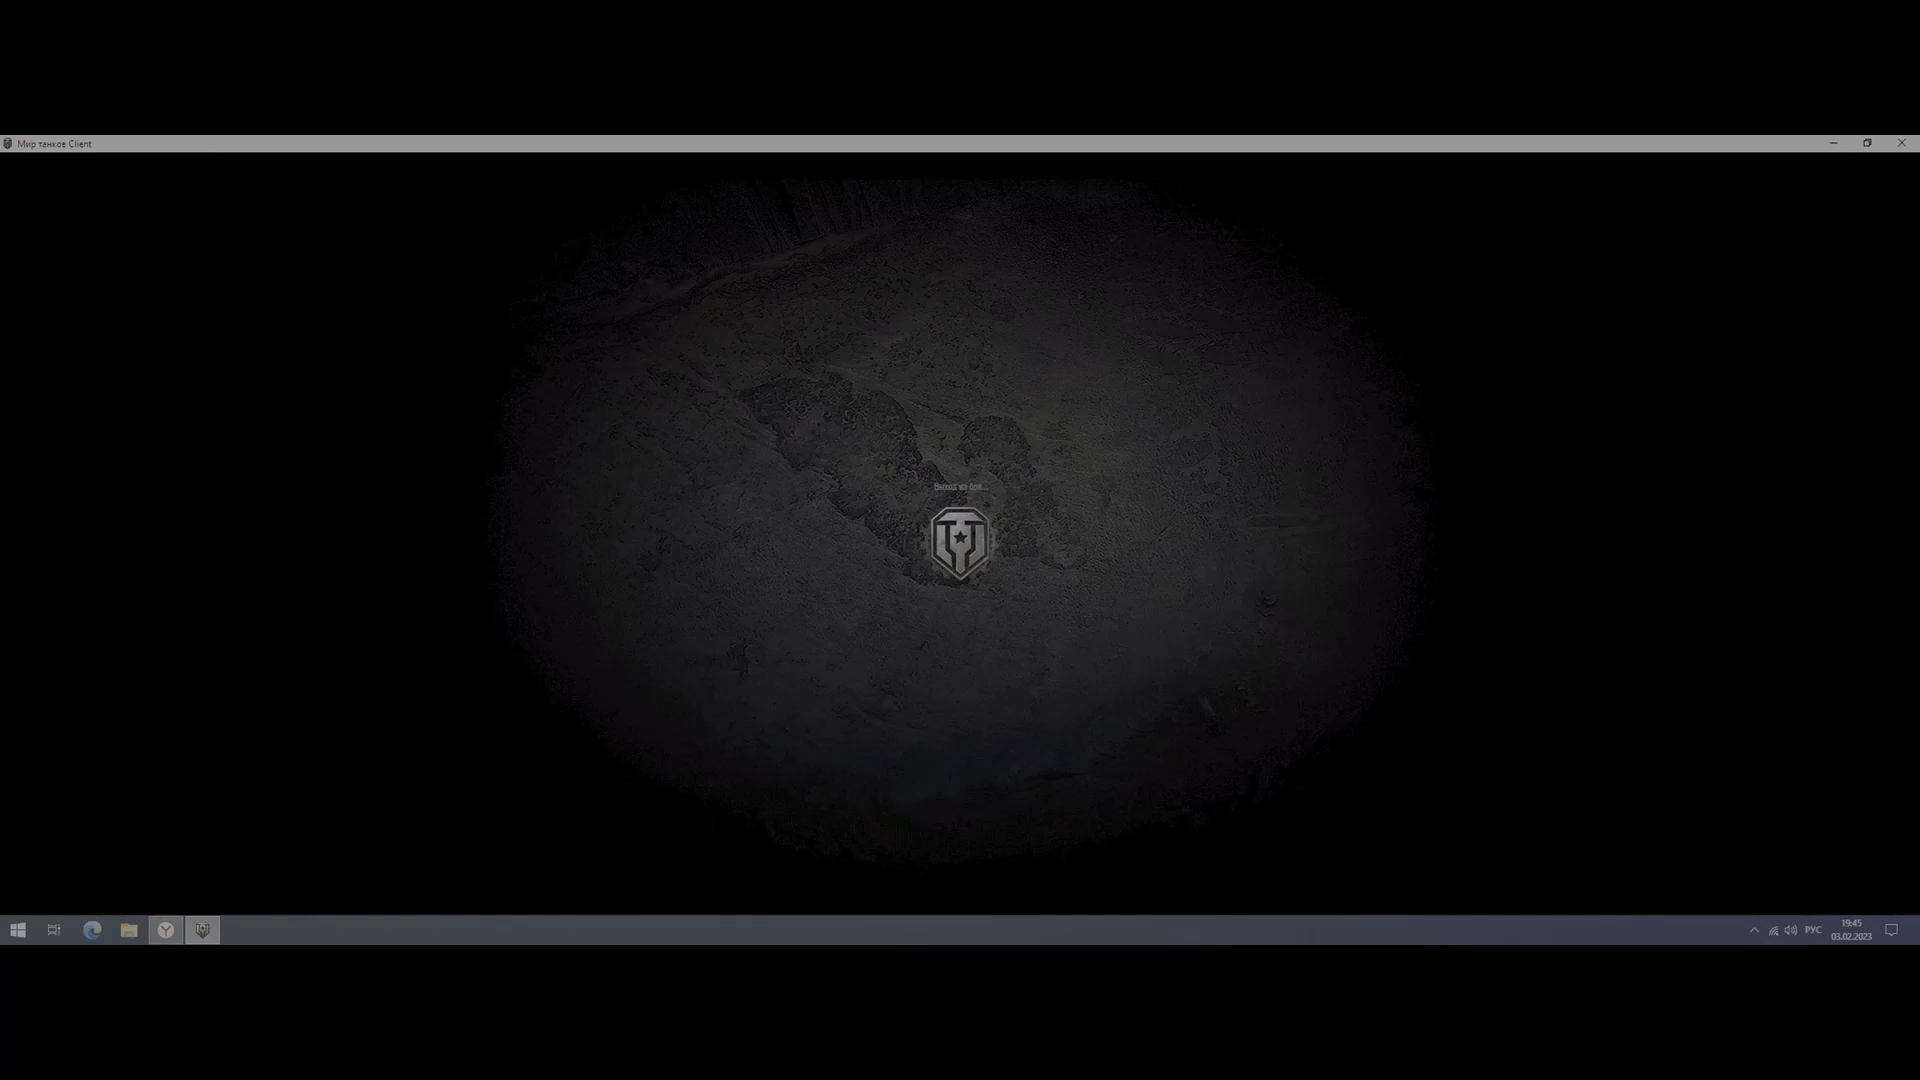 Мир танков Client
Выход из боя...
РУС
19:45
03.02.2023